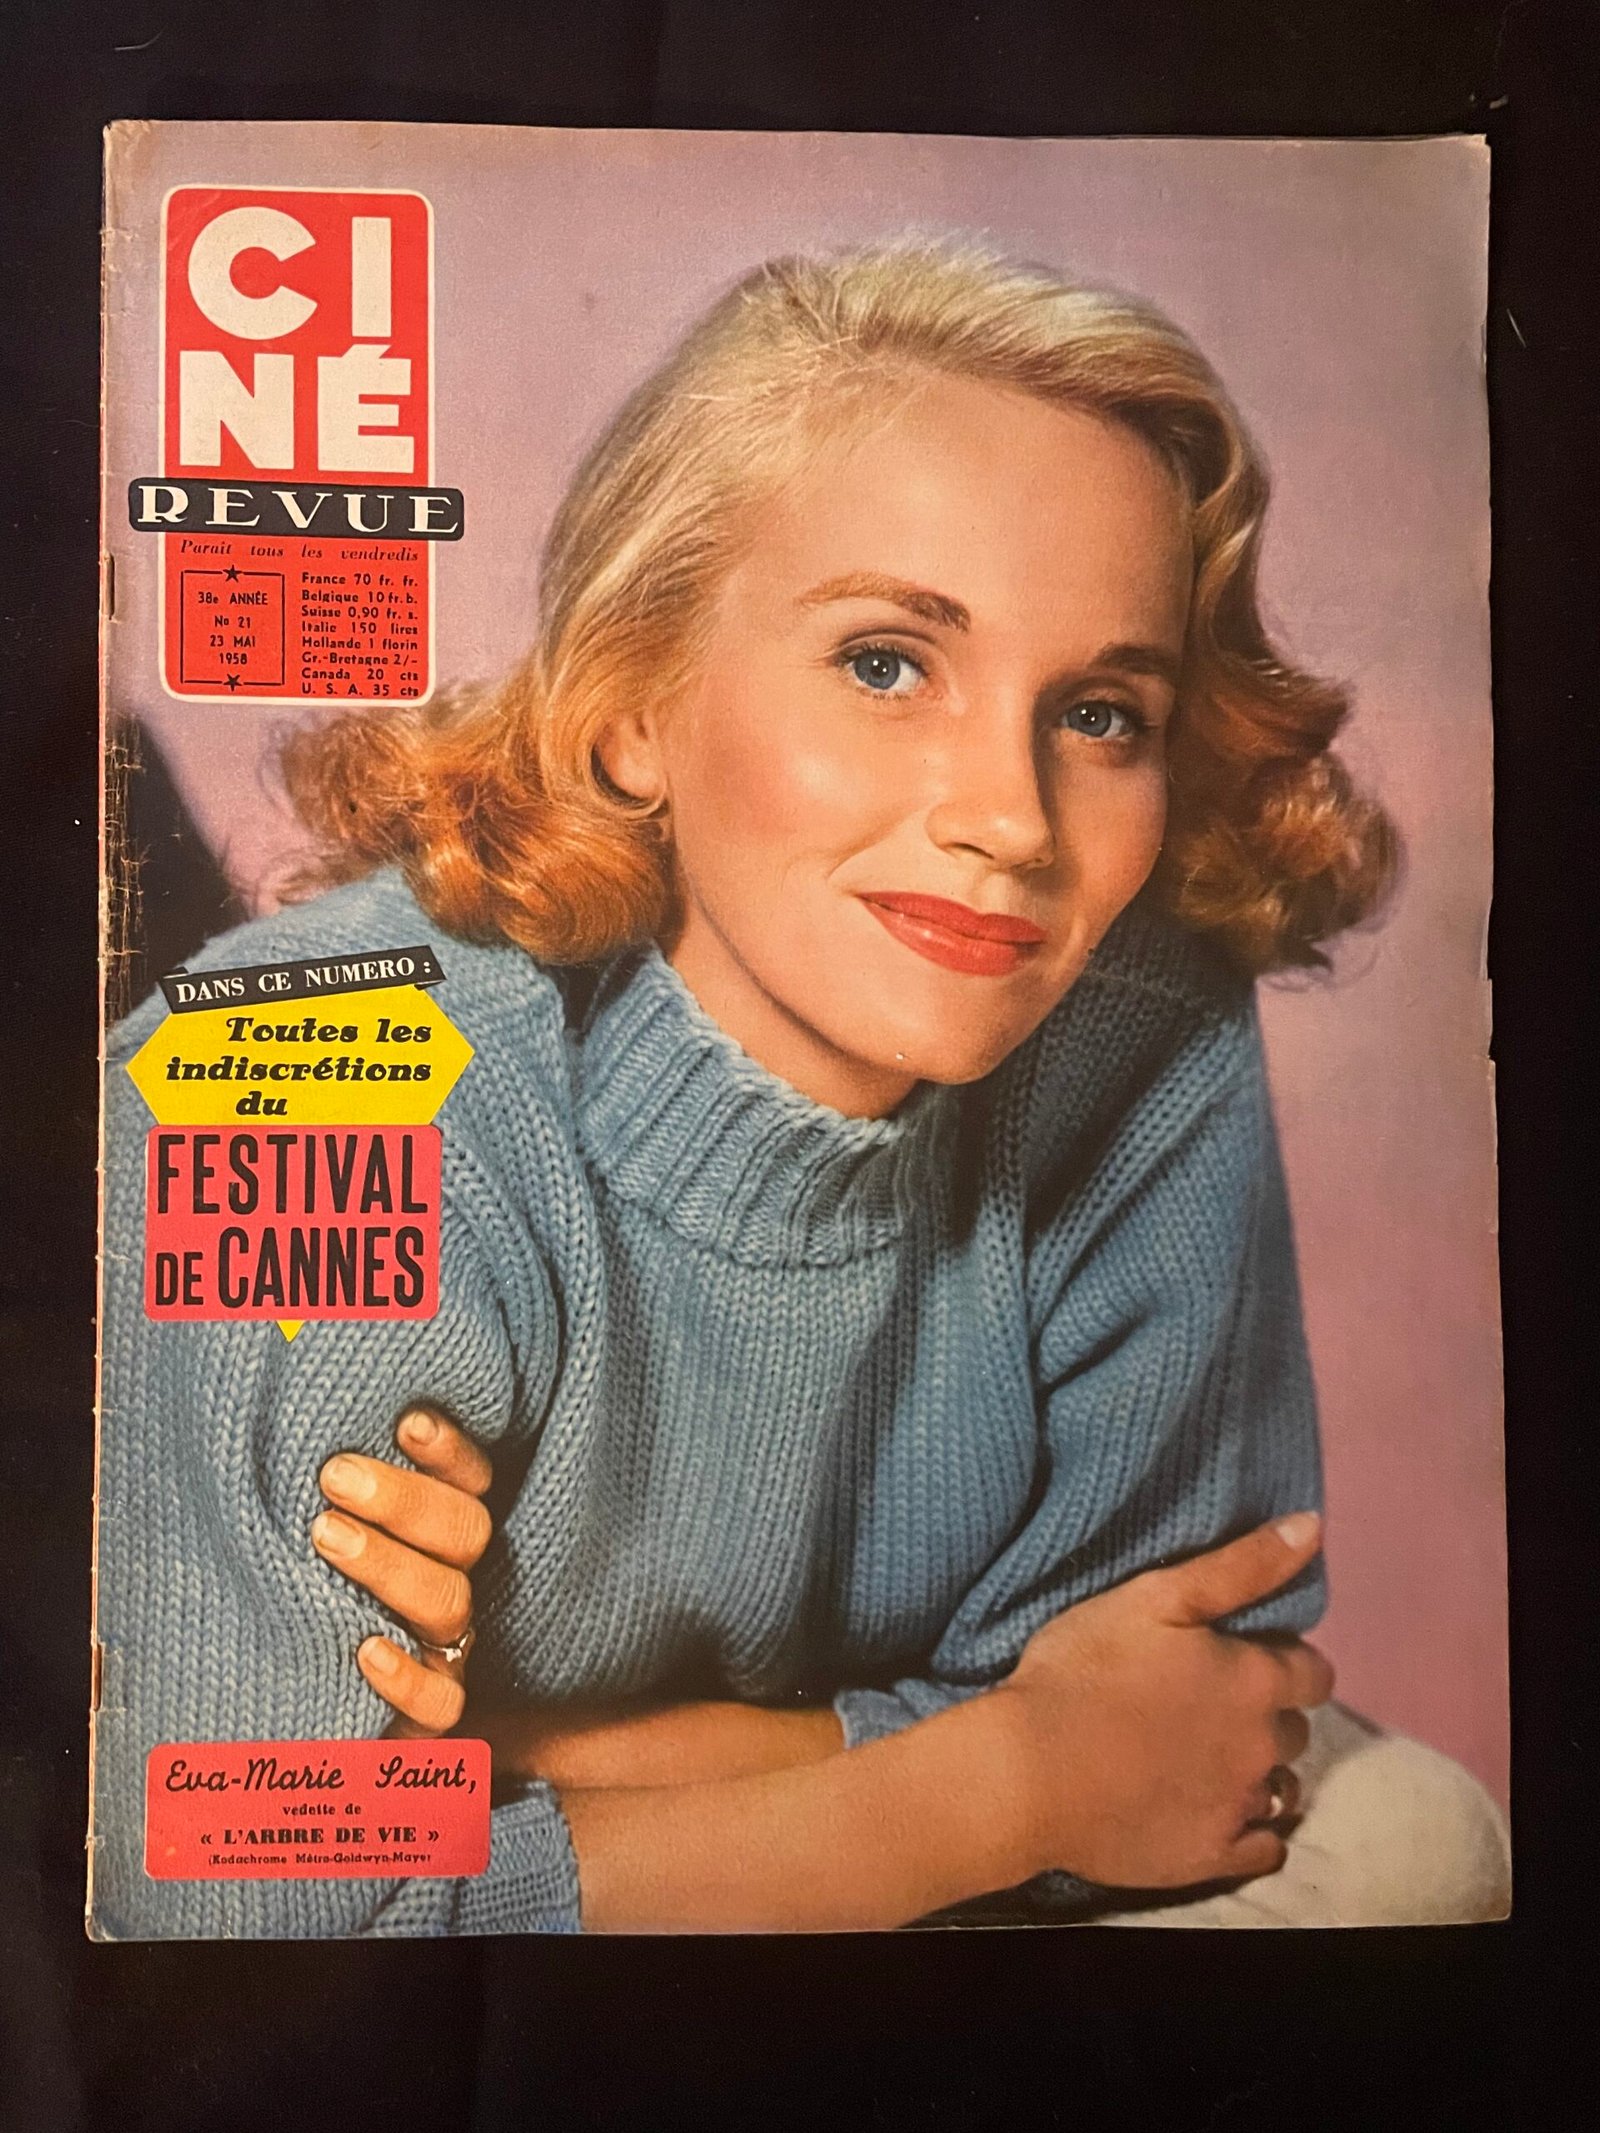 CI
NÉ
REVUE
Paraît tous les vendredis
38e ANNÉE
No 21
23 MAI
1958
France 70 fr. fr.
Belgique 10 fr. b.
Suisse 0,90 fr. s.
Italie 150 lires
Hollande 1 florin
Gr.-Bretagne 2/-
Canada 20 cts
U. S. A. 35 cts
DANS CE NUMERO :
Toutes les
indiscrétions
du
FESTIVAL
DE CANNES
Eva-Marie Saint,
vedette de
« L'ARBRE DE VIE »
(Kodachrome Métro-Goldwyn-Mayer